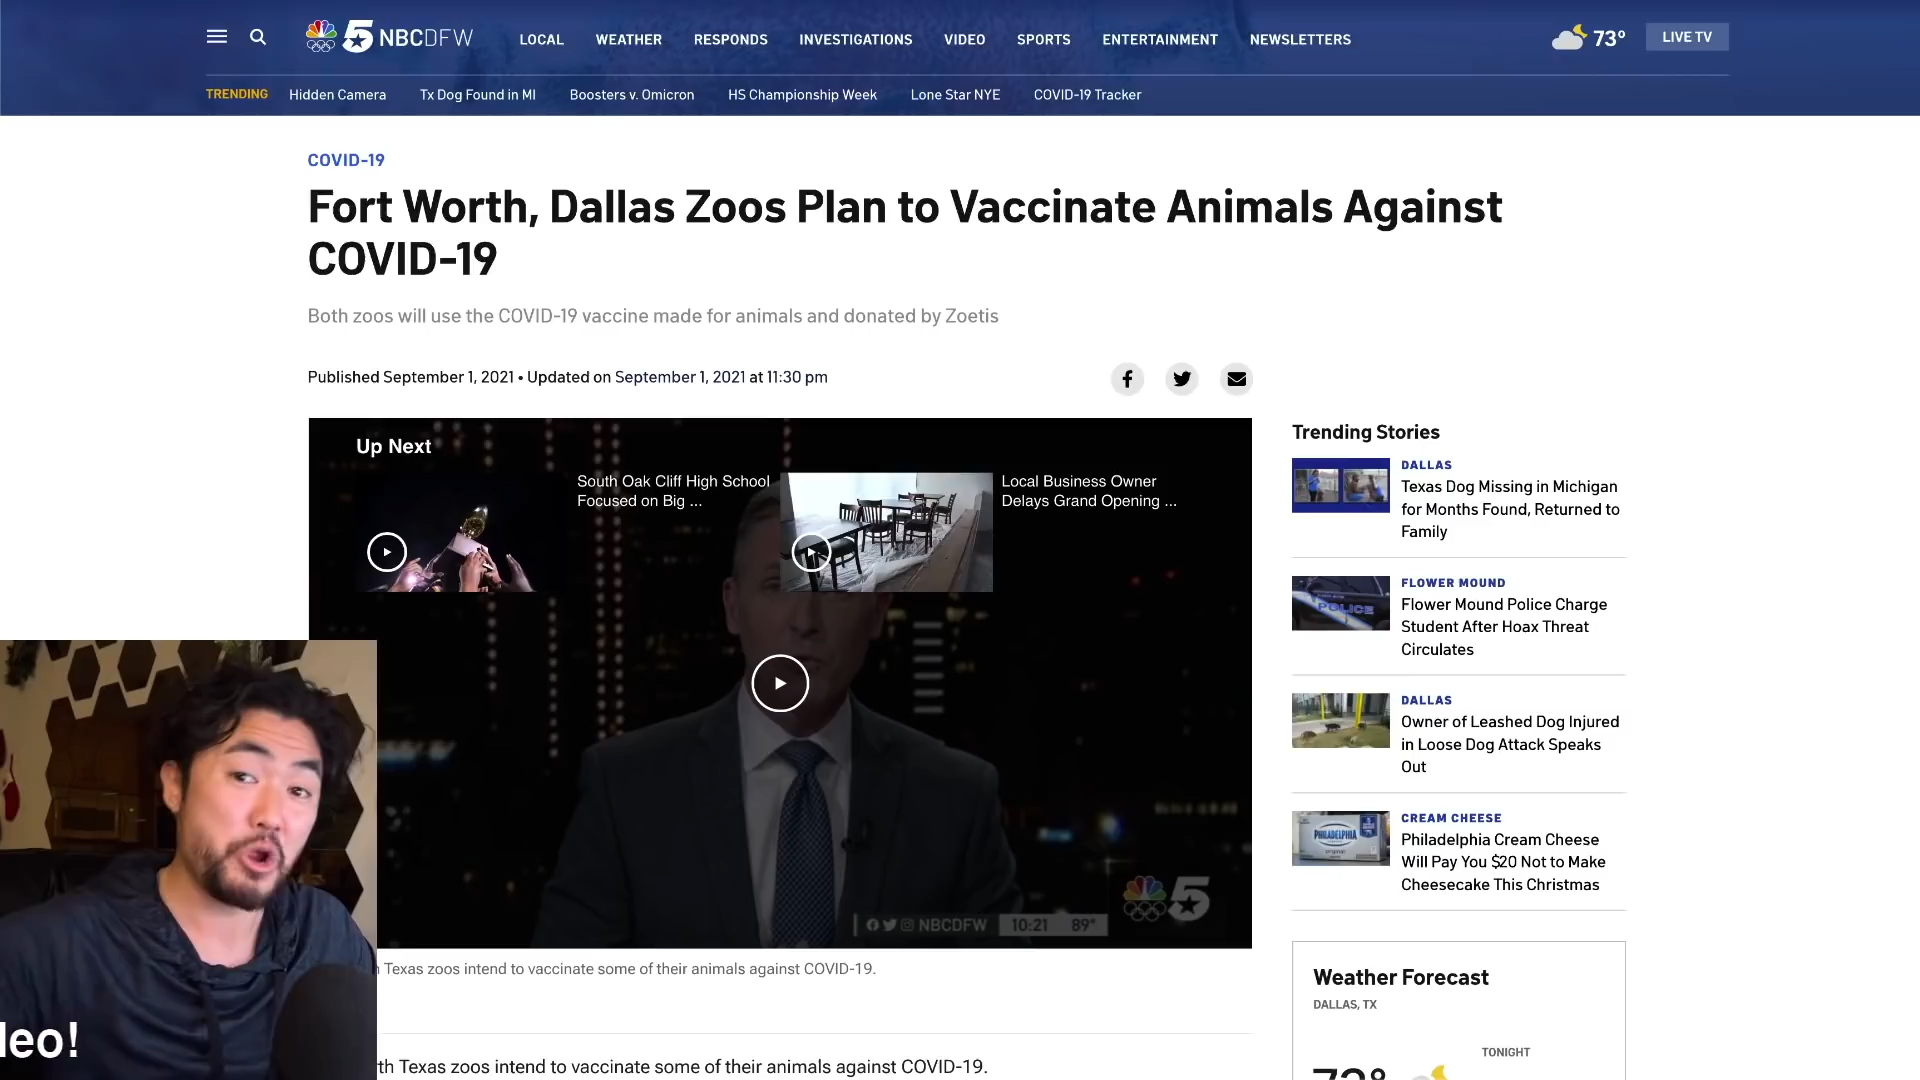 5 NBCDFW
LOCAL WEATHER RESPONDS INVESTIGATIONS VIDEO SPORTS ENTERTAINMENT NEWSLETTERS
73° LIVE TV
TRENDING Hidden Camera Tx Dog Found in MI Boosters v. Omicron HS Championship Week Lone Star NYE COVID-19 Tracker
COVID-19
Fort Worth, Dallas Zoos Plan to Vaccinate Animals Against
COVID-19
Both zoos will use the COVID-19 vaccine made for animals and donated by Zoetis
Published September 1, 2021 • Updated on September 1, 2021 at 11:30 pm
Up Next
South Oak Cliff High School
Focused on Big ...
Local Business Owner
Delays Grand Opening ...
5
NBCDFW 10:21 89°
Texas zoos intend to vaccinate some of their animals against COVID-19.
th Texas zoos intend to vaccinate some of their animals against COVID-19.
Trending Stories
DALLAS
Texas Dog Missing in Michigan
for Months Found, Returned to
Family
POLICE
FLOWER MOUND
Flower Mound Police Charge
Student After Hoax Threat
Circulates
DALLAS
Owner of Leashed Dog Injured
in Loose Dog Attack Speaks
Out
PHILADELPHIA
CREAM CHEESE
Philadelphia Cream Cheese
Will Pay You $20 Not to Make
Cheesecake This Christmas
Weather Forecast
DALLAS, TX
TONIGHT
73°
leo!